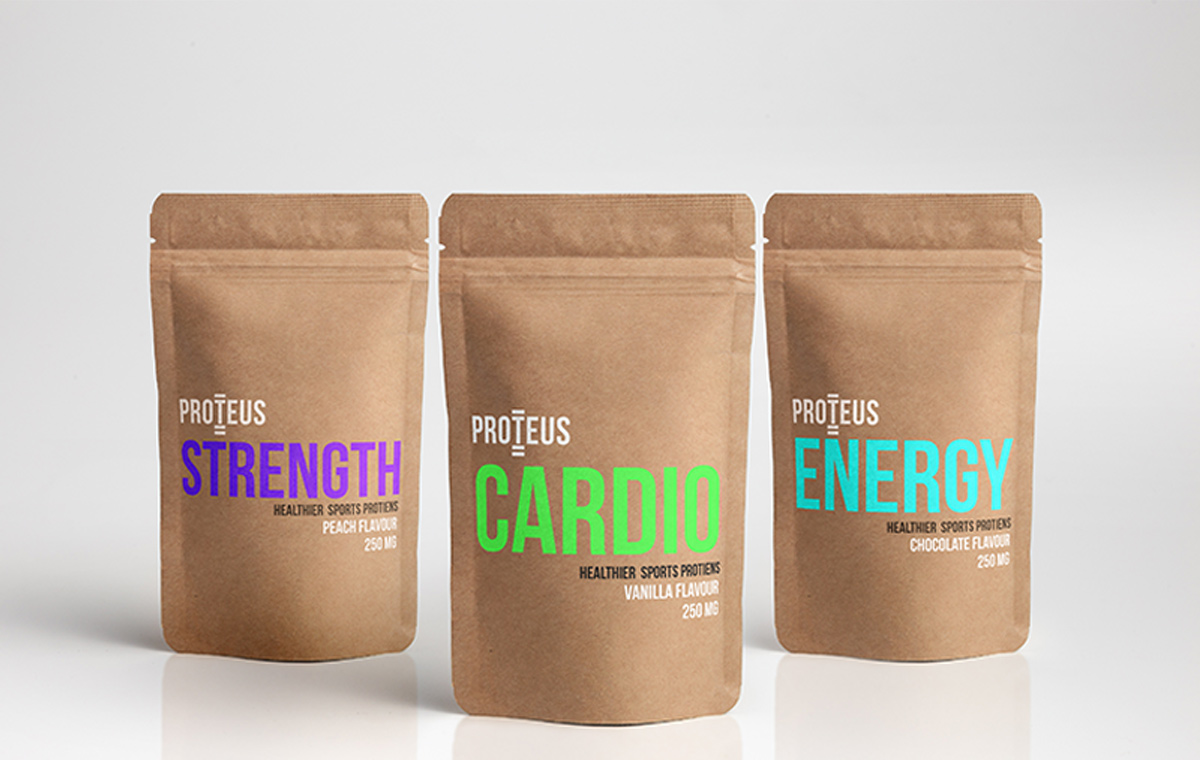 PROTEUS
STRENGTH
HEALTHIER SPORTS PROTIENS
PEACH FLAVOUR
250 MG
PROTEUS
CARDIO
HEALTHIER SPORTS PROTIENS
VANILLA FLAVOUR
250 MG
PROTEUS
ENERGY
HEALTHIER SPORTS PROTIENS
CHOCOLATE FLAVOUR
250 MG